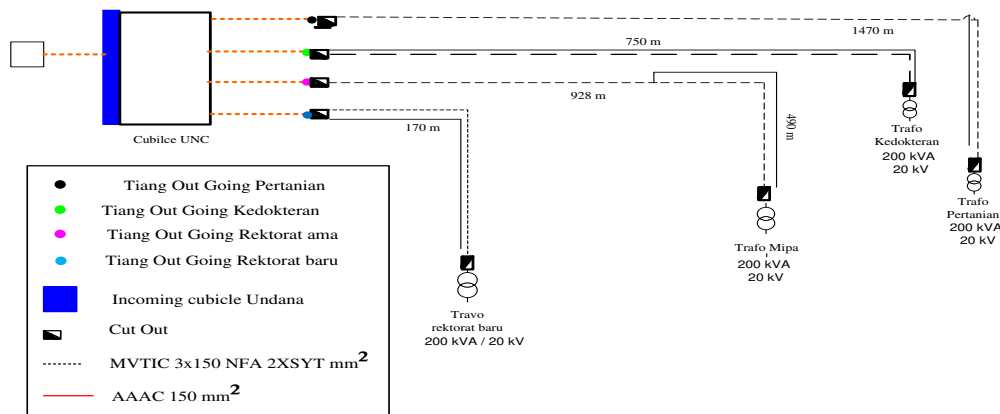 1470 m
750 m
928 m
490 m
170 m
Cubilce UNC
Trafo
Kedokteran
200 kVA
20 kV
Trafo
Pertanian
200 kVA
20 kV
Trafo Mipa
200 kVA
20 kV
Travo
rektorat baru
200 kVA / 20 kV
Tiang Out Going Pertanian
Tiang Out Going Kedokteran
Tiang Out Going Rektorat ama
Tiang Out Going Rektorat baru
Incoming cubicle Undana
Cut Out
MVTIC 3x150 NFA 2XSYT mm²
AAAC 150 mm²